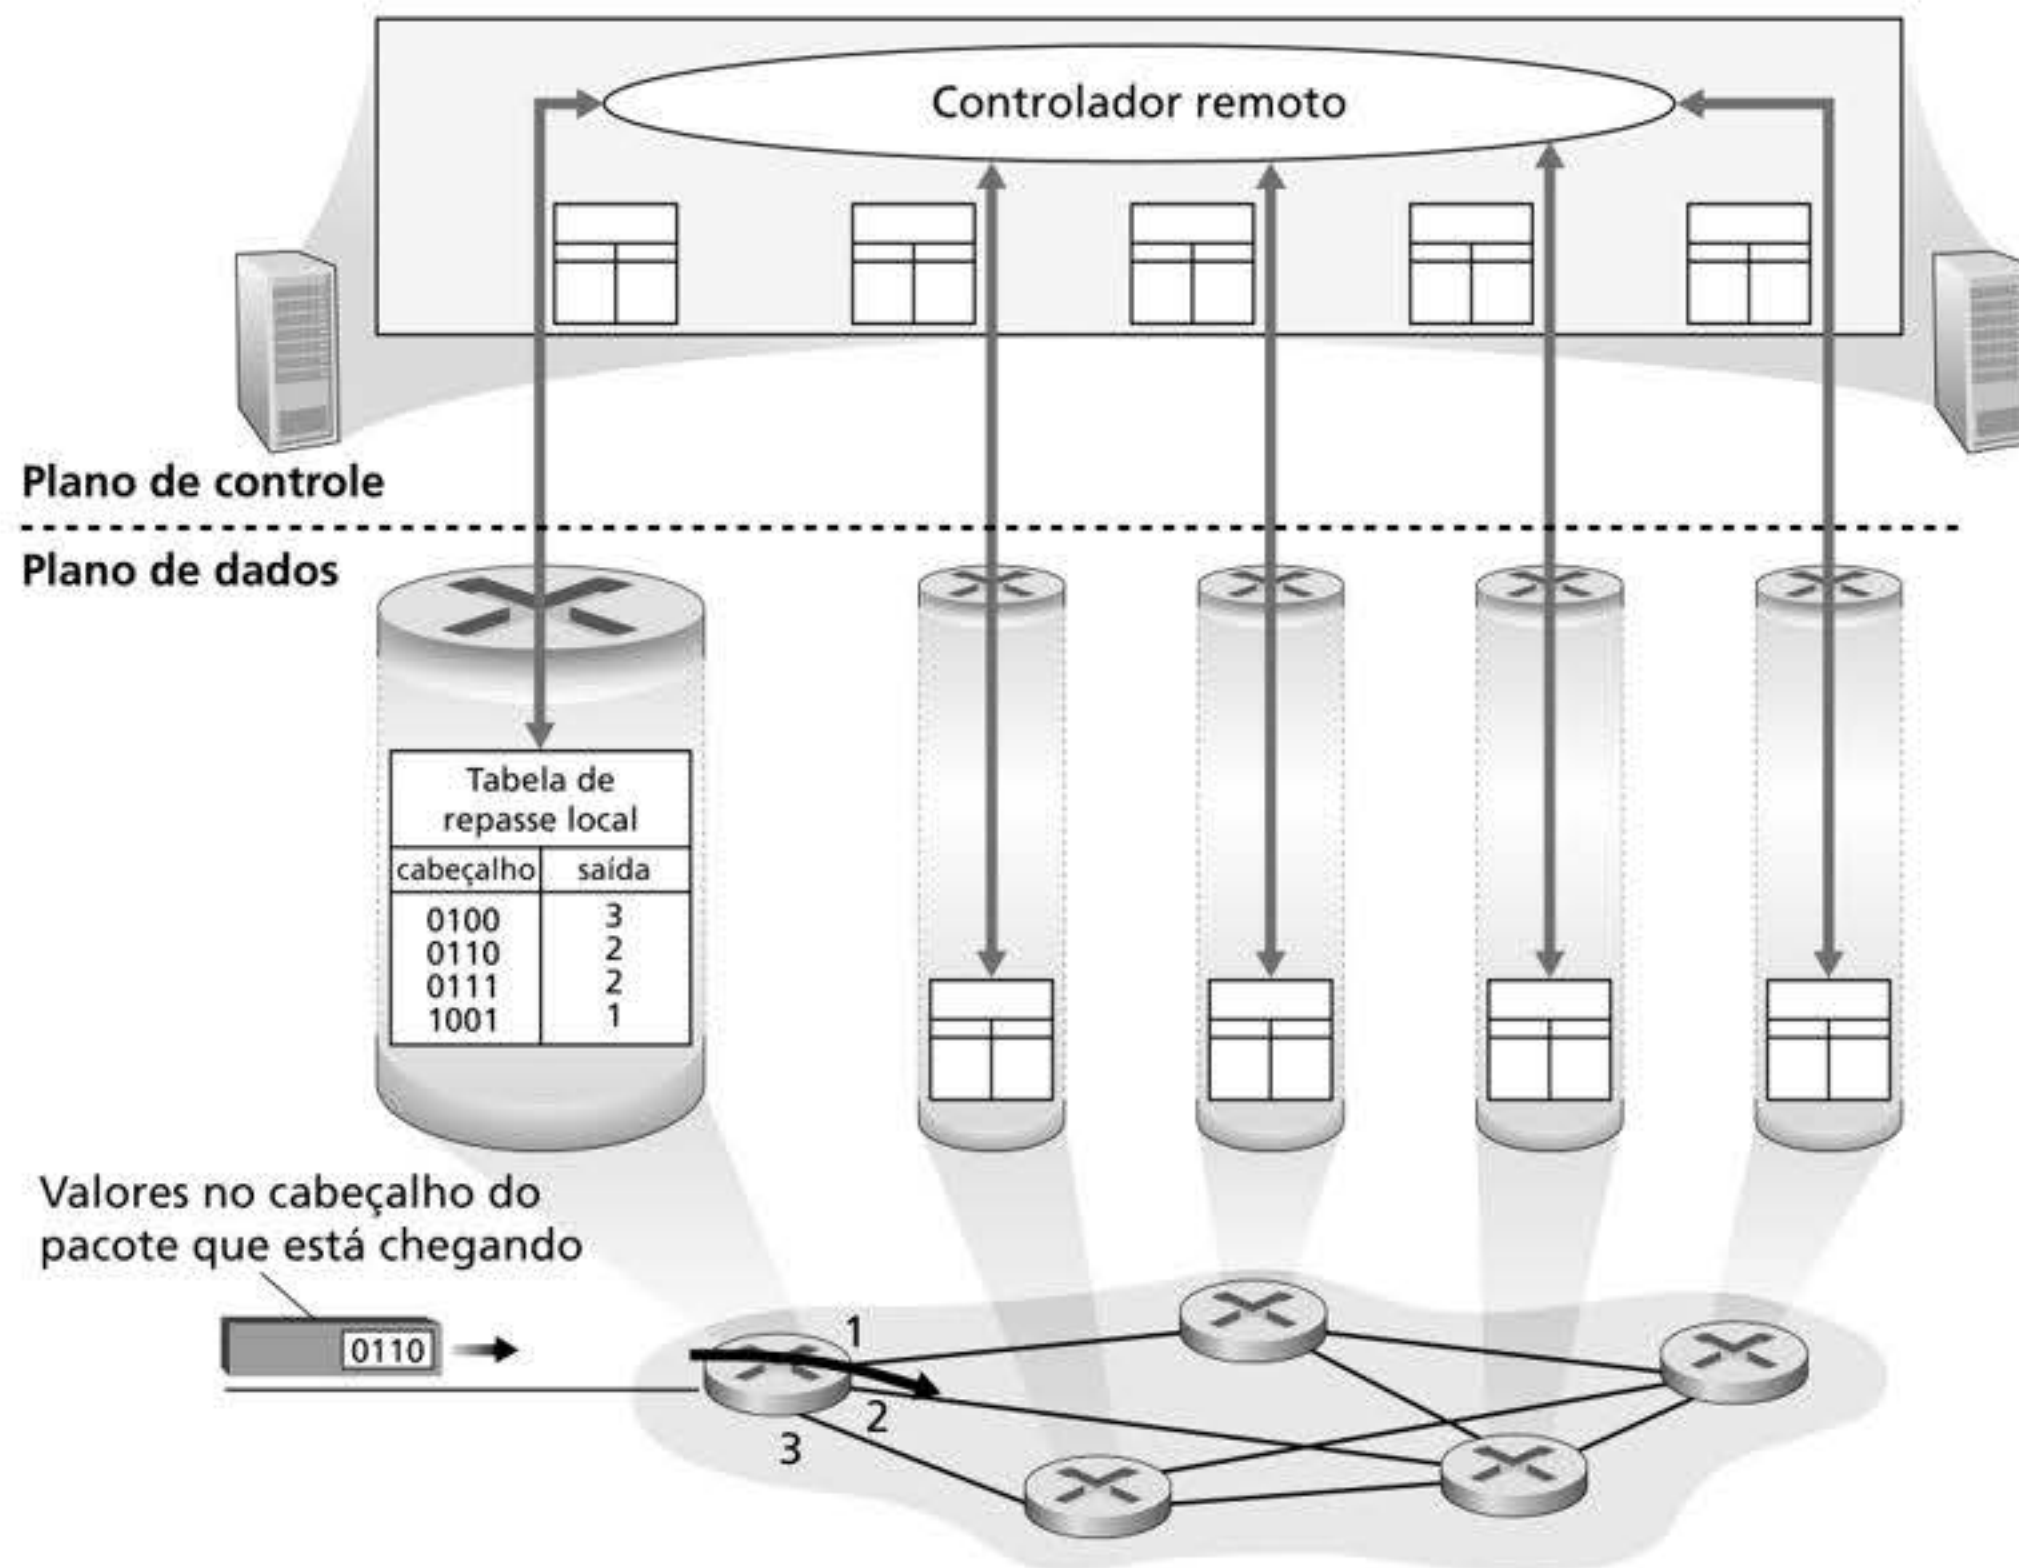 Controlador remoto
Plano de controle
Plano de dados
Tabela de
repasse local
cabeçalho saída
0100 3
0110 2
0111 2
1001 1
Valores no cabeçalho do
pacote que está chegando
0110
1
2
3